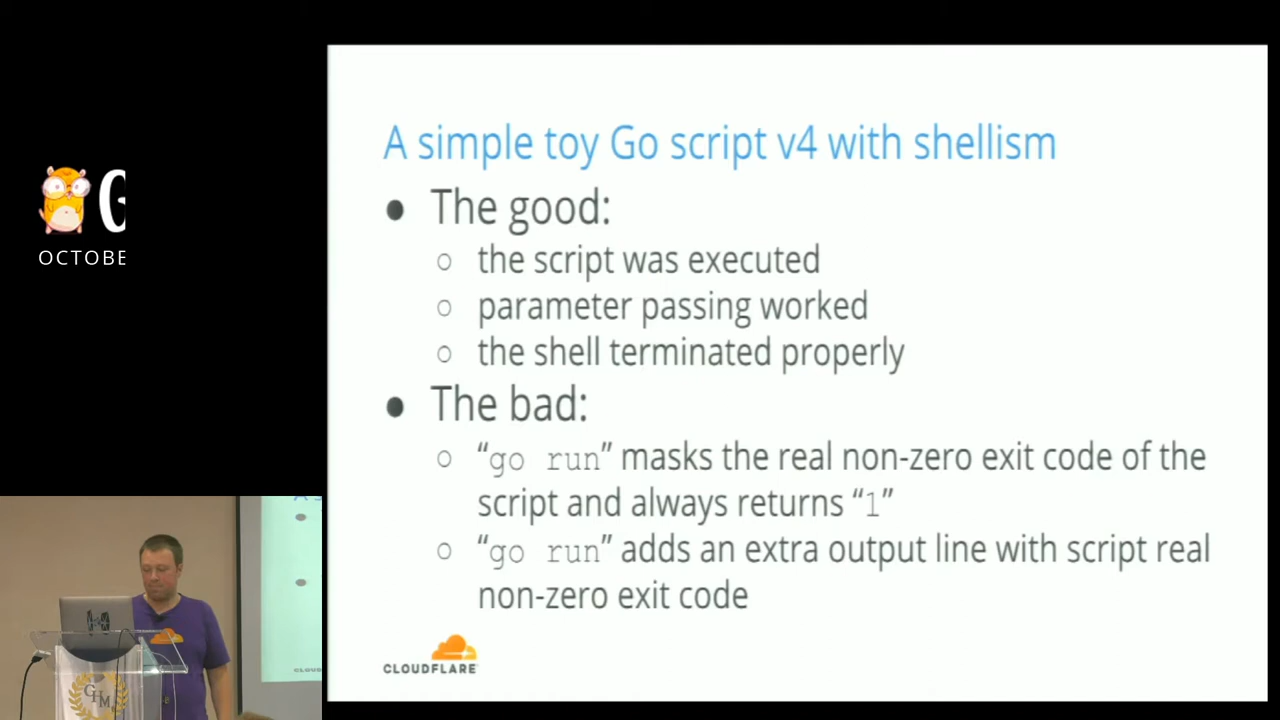 A simple toy Go script v4 with shellism
● The good:
○ the script was executed
○ parameter passing worked
○ the shell terminated properly
● The bad:
○ “go run” masks the real non-zero exit code of the
script and always returns “1”
○ “go run” adds an extra output line with script real
non-zero exit code
CLOUDFLARE
G
OCTOBE
GHM